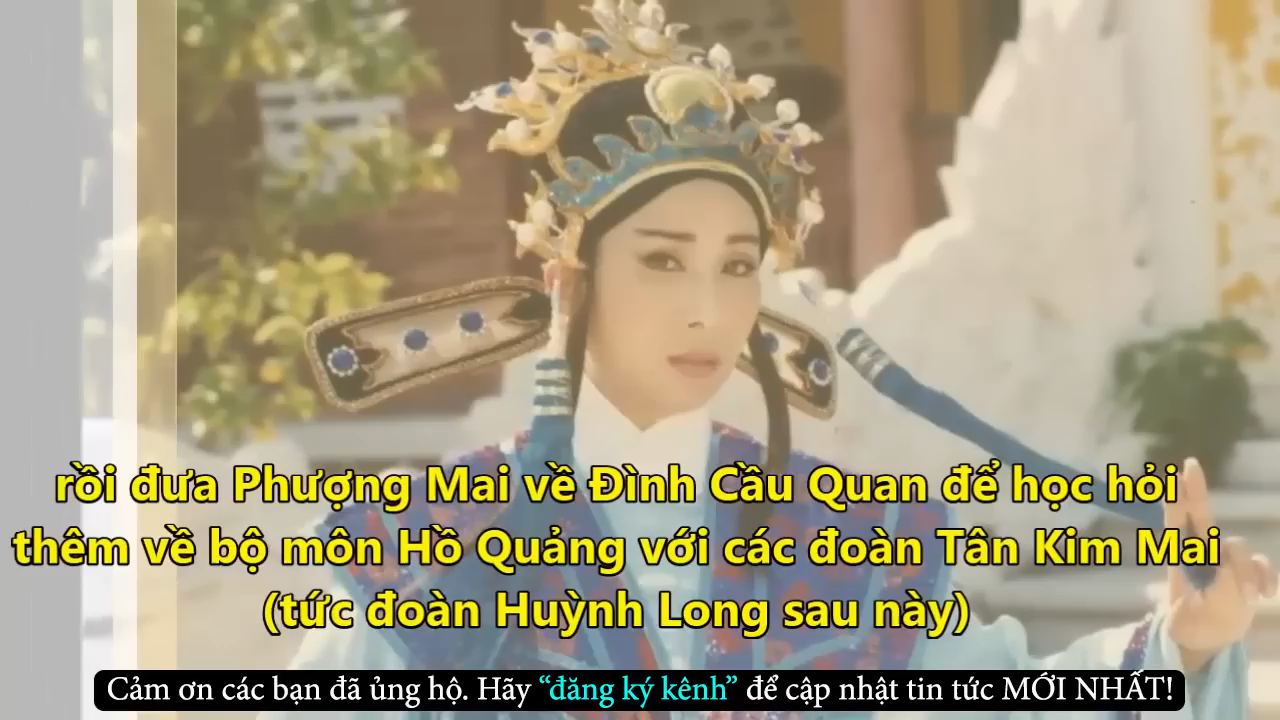 rồi đưa Phượng Mai về Đình Cầu Quan để học hỏi
thêm về bộ môn Hồ Quảng với các đoàn Tân Kim Mai
(tức đoàn Huỳnh Long sau này)
Cảm ơn các bạn đã ủng hộ. Hãy “đăng ký kênh” để cập nhật tin tức MỚI NHẤT!